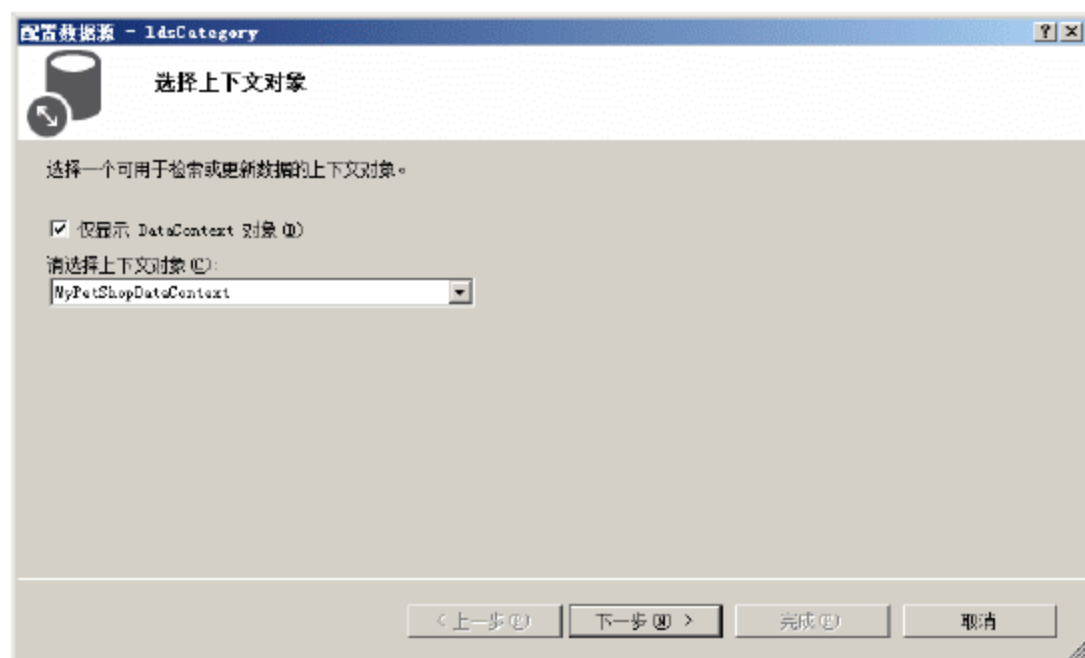 配置数据源 - ldsCategory
选择上下文对象
选择一个可用于检索或更新数据的上下文对象。
仅显示 DataContext 对象(D)
请选择上下文对象(C):
MyPetShopDataContext
< 上一步(P)
下一步(N) >
完成(F)
取消